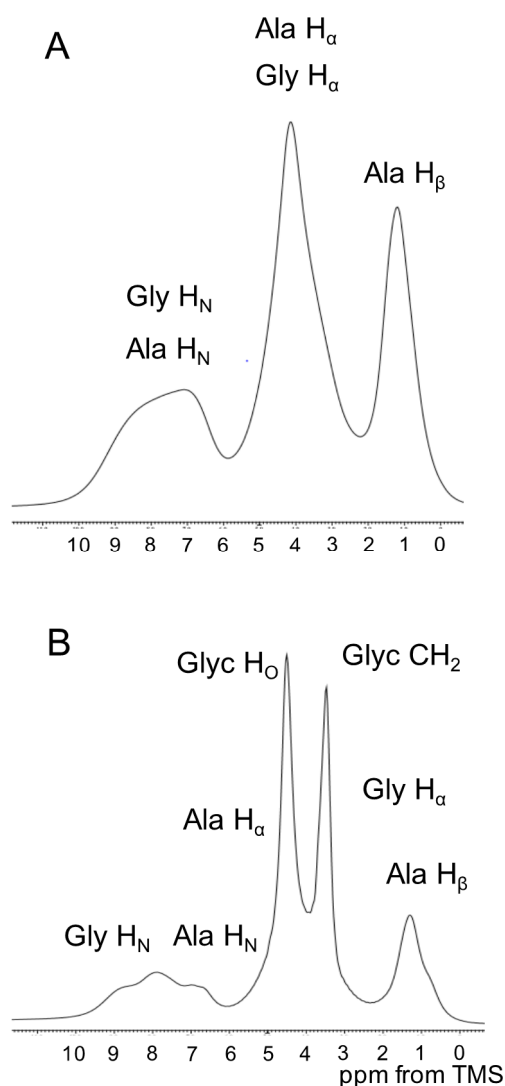 A
Ala Hα
Gly Hα
Ala Hβ
Gly HN
Ala HN
10 9 8 7 6 5 4 3 2 1 0
B
Glyc HO
Glyc CH2
Gly Hα
Ala Hα
Ala Hβ
Gly HN
Ala HN
10 9 8 7 6 5 4 3 2 1 0
ppm from TMS